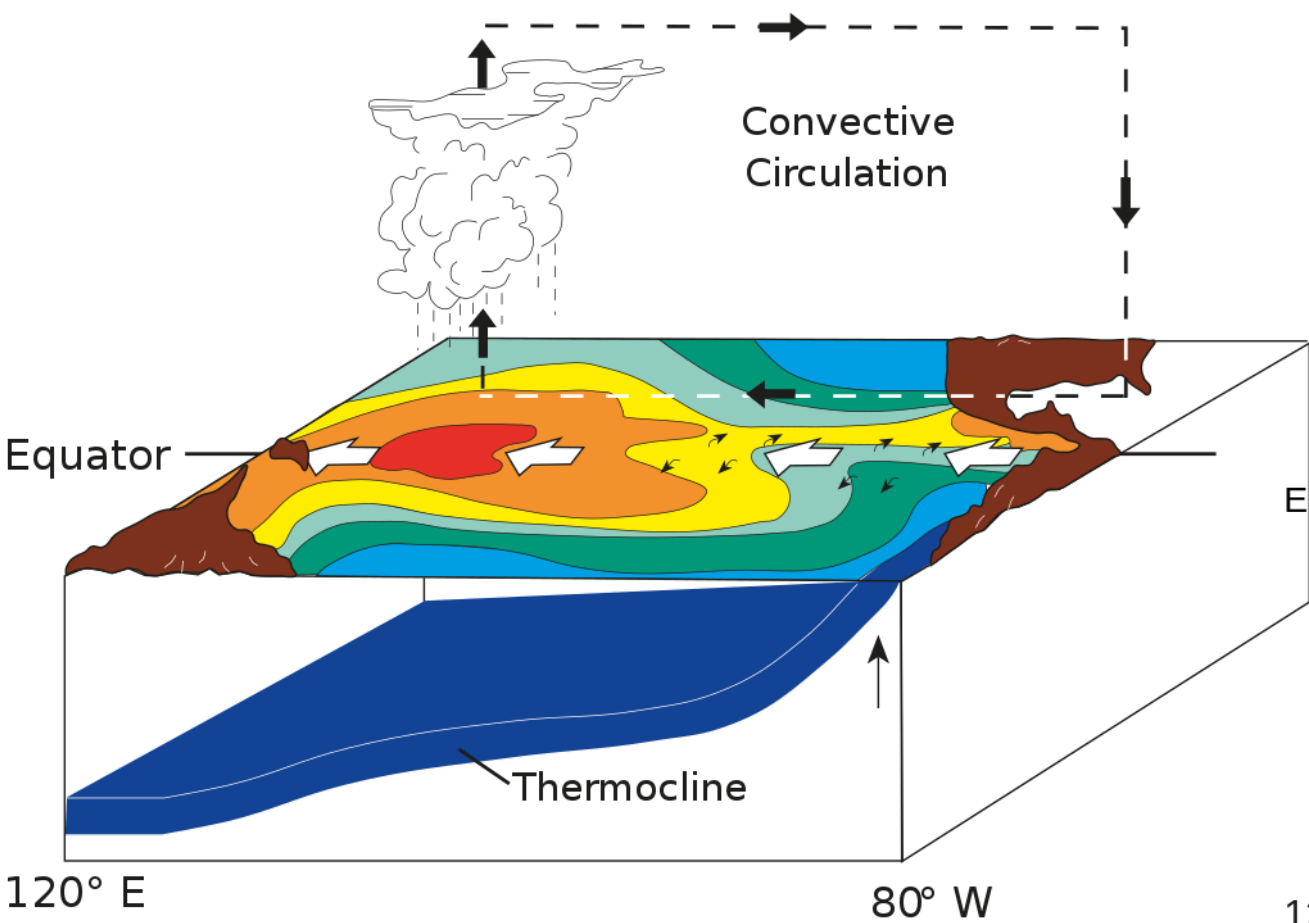 Convective
Circulation
Equator
E
Thermocline
120° E
80° W